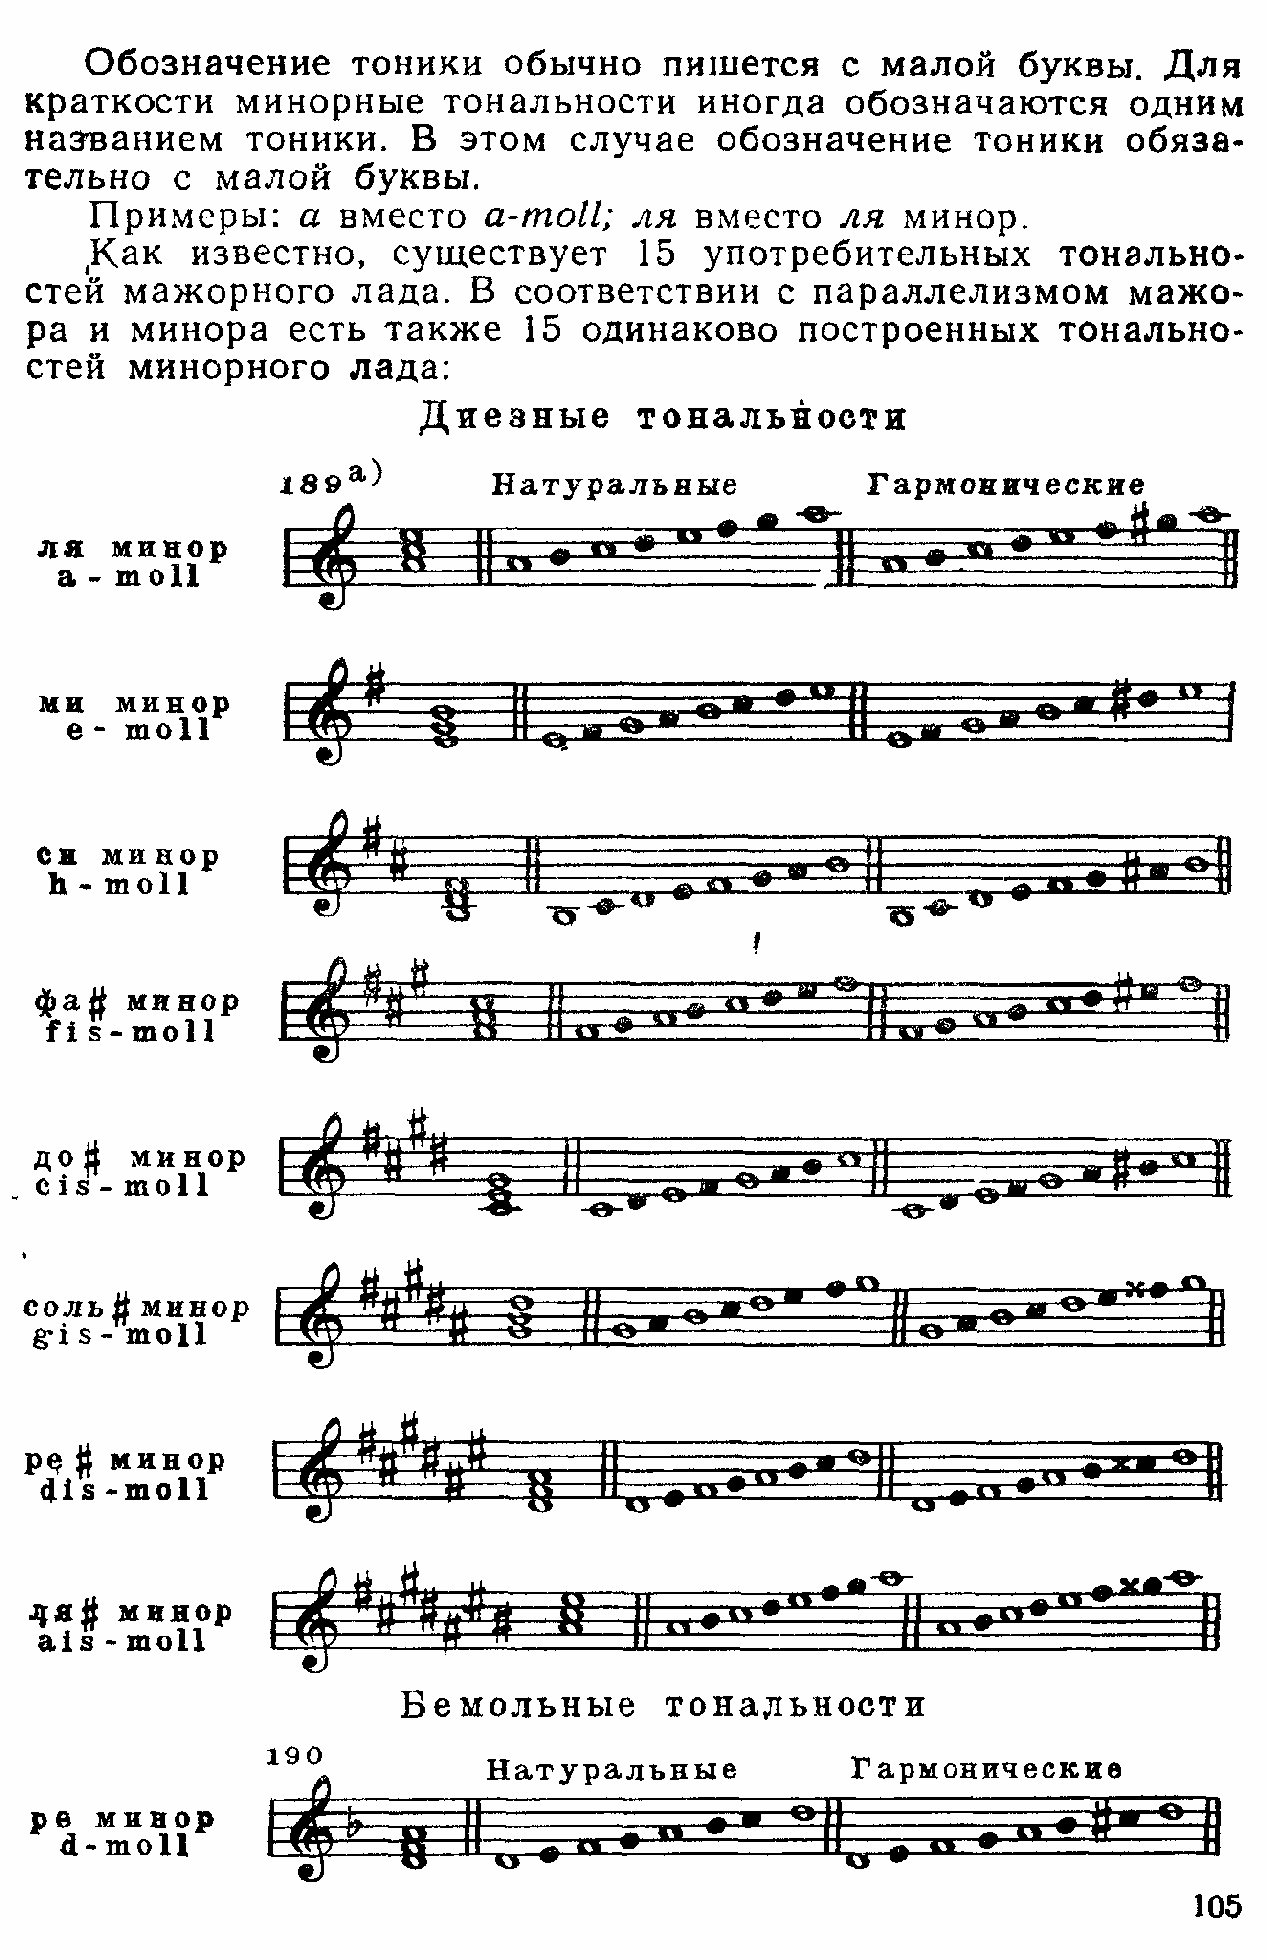 Обозначение тоники обычно пишется с малой буквы. Для
краткости минорные тональности иногда обозначаются одним
названием тоники. В этом случае обозначение тоники обяза-
тельно с малой буквы.
Примеры: а вместо a-moll; ля вместо ля минор.
Как известно, существует 15 употребительных тонально-
стей мажорного лада. В соответствии с параллелизмом мажо-
ра и минора есть также 15 одинаково построенных тонально-
стей минорного лада:
Диезные тональности
189а) Натуральные Гармонические
ля минор
a - moll
ми минор
e - moll
си минор
h - moll
фа♯ минор
fis-moll
до♯ минор
cis-moll
соль♯ минор
gis-moll
ре♯ минор
dis-moll
ля♯ минор
ais-moll
Бемольные тональности
190 Натуральные Гармонические
ре минор
d-moll
105